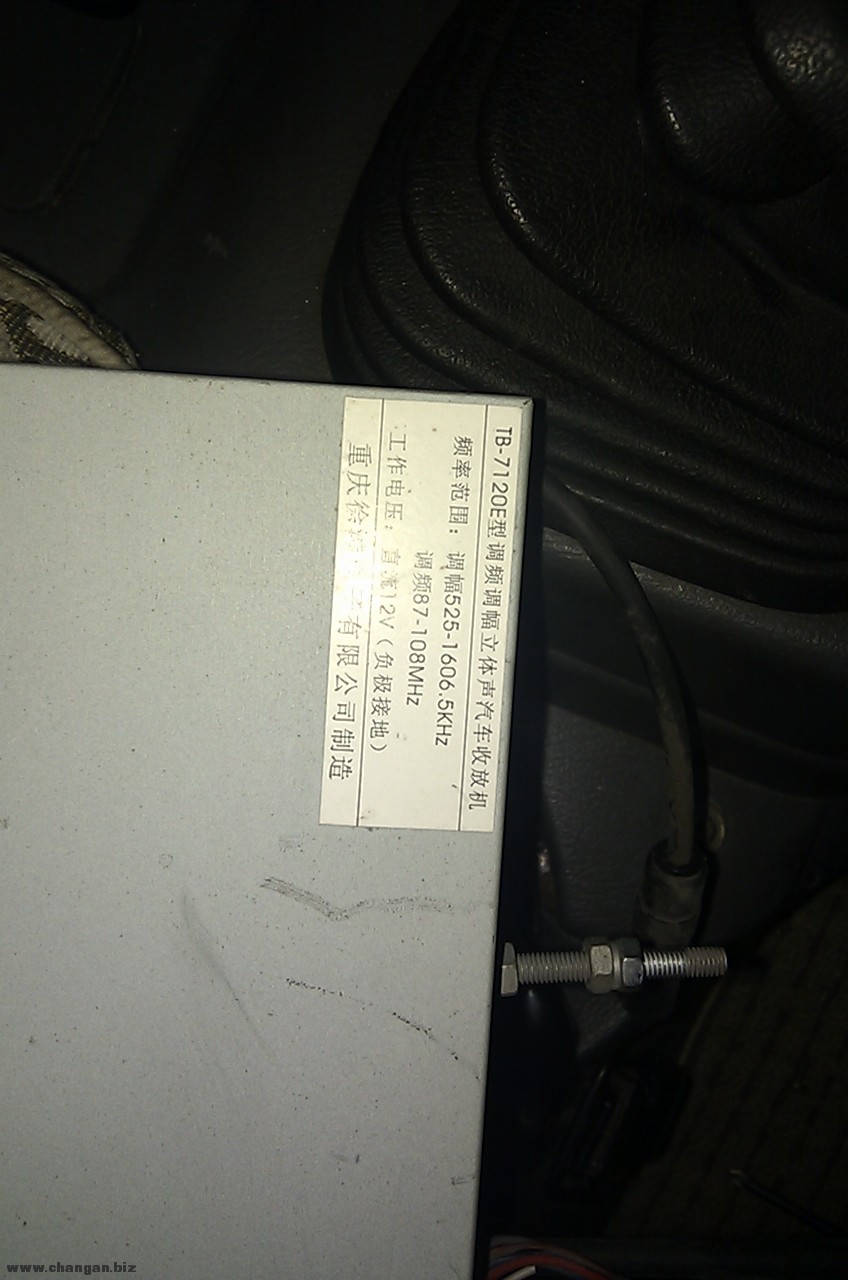 TB-7120E型调频调幅立体声汽车收放机
频率范围：调幅525-1606.5KHz
调频87-108MHz
工作电压：直流12V（负极接地）
重庆 有限公司制造
www.changan.biz